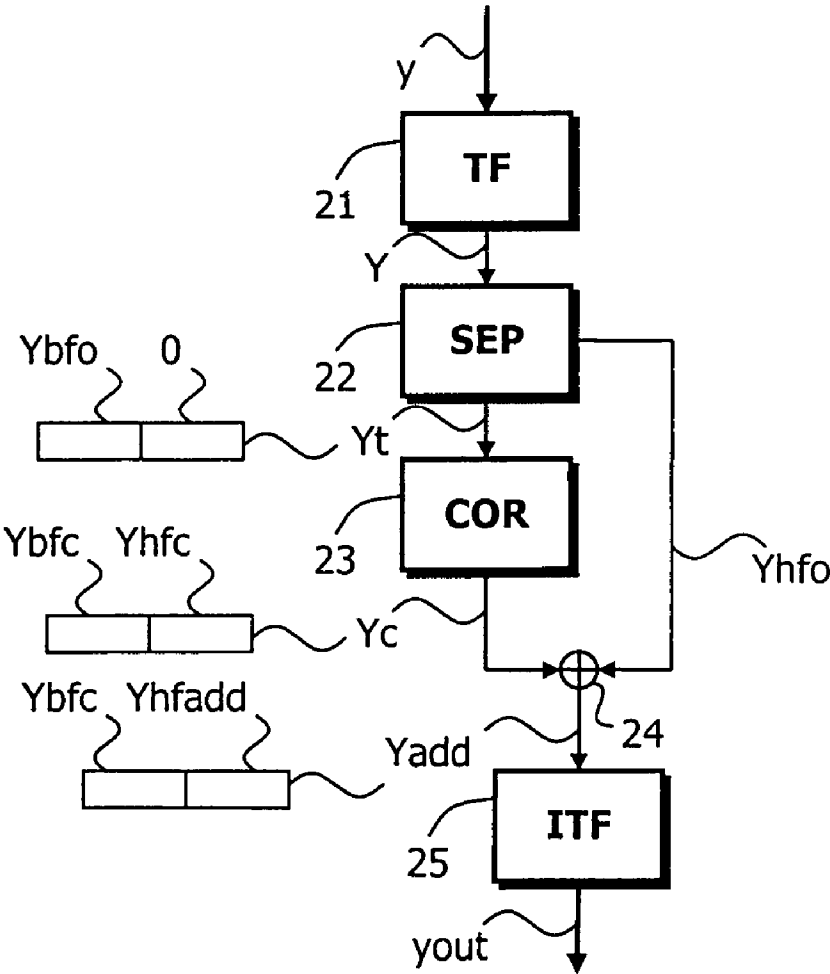 y
TF
21
Y
SEP
22
Ybfo 0
Yt
COR
23
Ybfc Yhfc
Yhfo
Yc
Ybfc Yhfadd
24
Yadd
ITF
25
yout